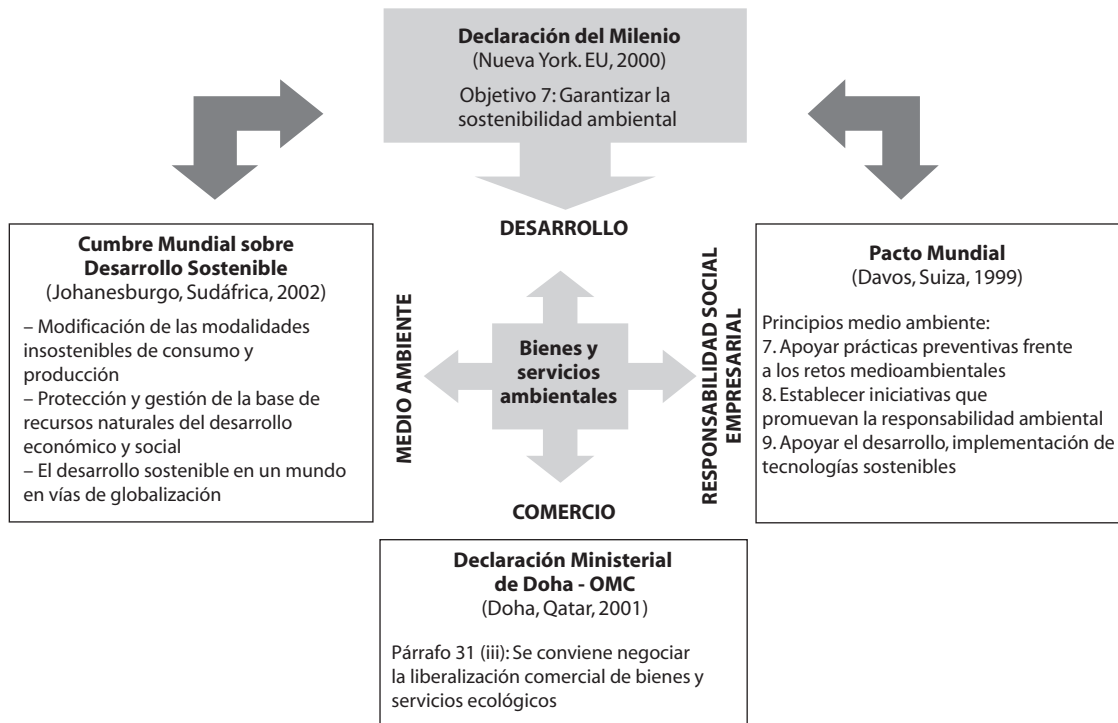 Declaración del Milenio
(Nueva York. EU, 2000)
Objetivo 7: Garantizar la
sostenibilidad ambiental
DESARROLLO
Cumbre Mundial sobre
Desarrollo Sostenible
(Johanesburgo, Sudáfrica, 2002)
– Modificación de las modalidades
insostenibles de consumo y
producción
– Protección y gestión de la base de
recursos naturales del desarrollo
económico y social
– El desarrollo sostenible en un mundo
en vías de globalización
MEDIO AMBIENTE
Bienes y
servicios
ambientales
RESPONSABILIDAD SOCIAL
EMPRESARIAL
Pacto Mundial
(Davos, Suiza, 1999)
Principios medio ambiente:
7. Apoyar prácticas preventivas frente
a los retos medioambientales
8. Establecer iniciativas que
promuevan la responsabilidad ambiental
9. Apoyar el desarrollo, implementación de
tecnologías sostenibles
COMERCIO
Declaración Ministerial
de Doha - OMC
(Doha, Qatar, 2001)
Párrafo 31 (iii): Se conviene negociar
la liberalización comercial de bienes y
servicios ecológicos